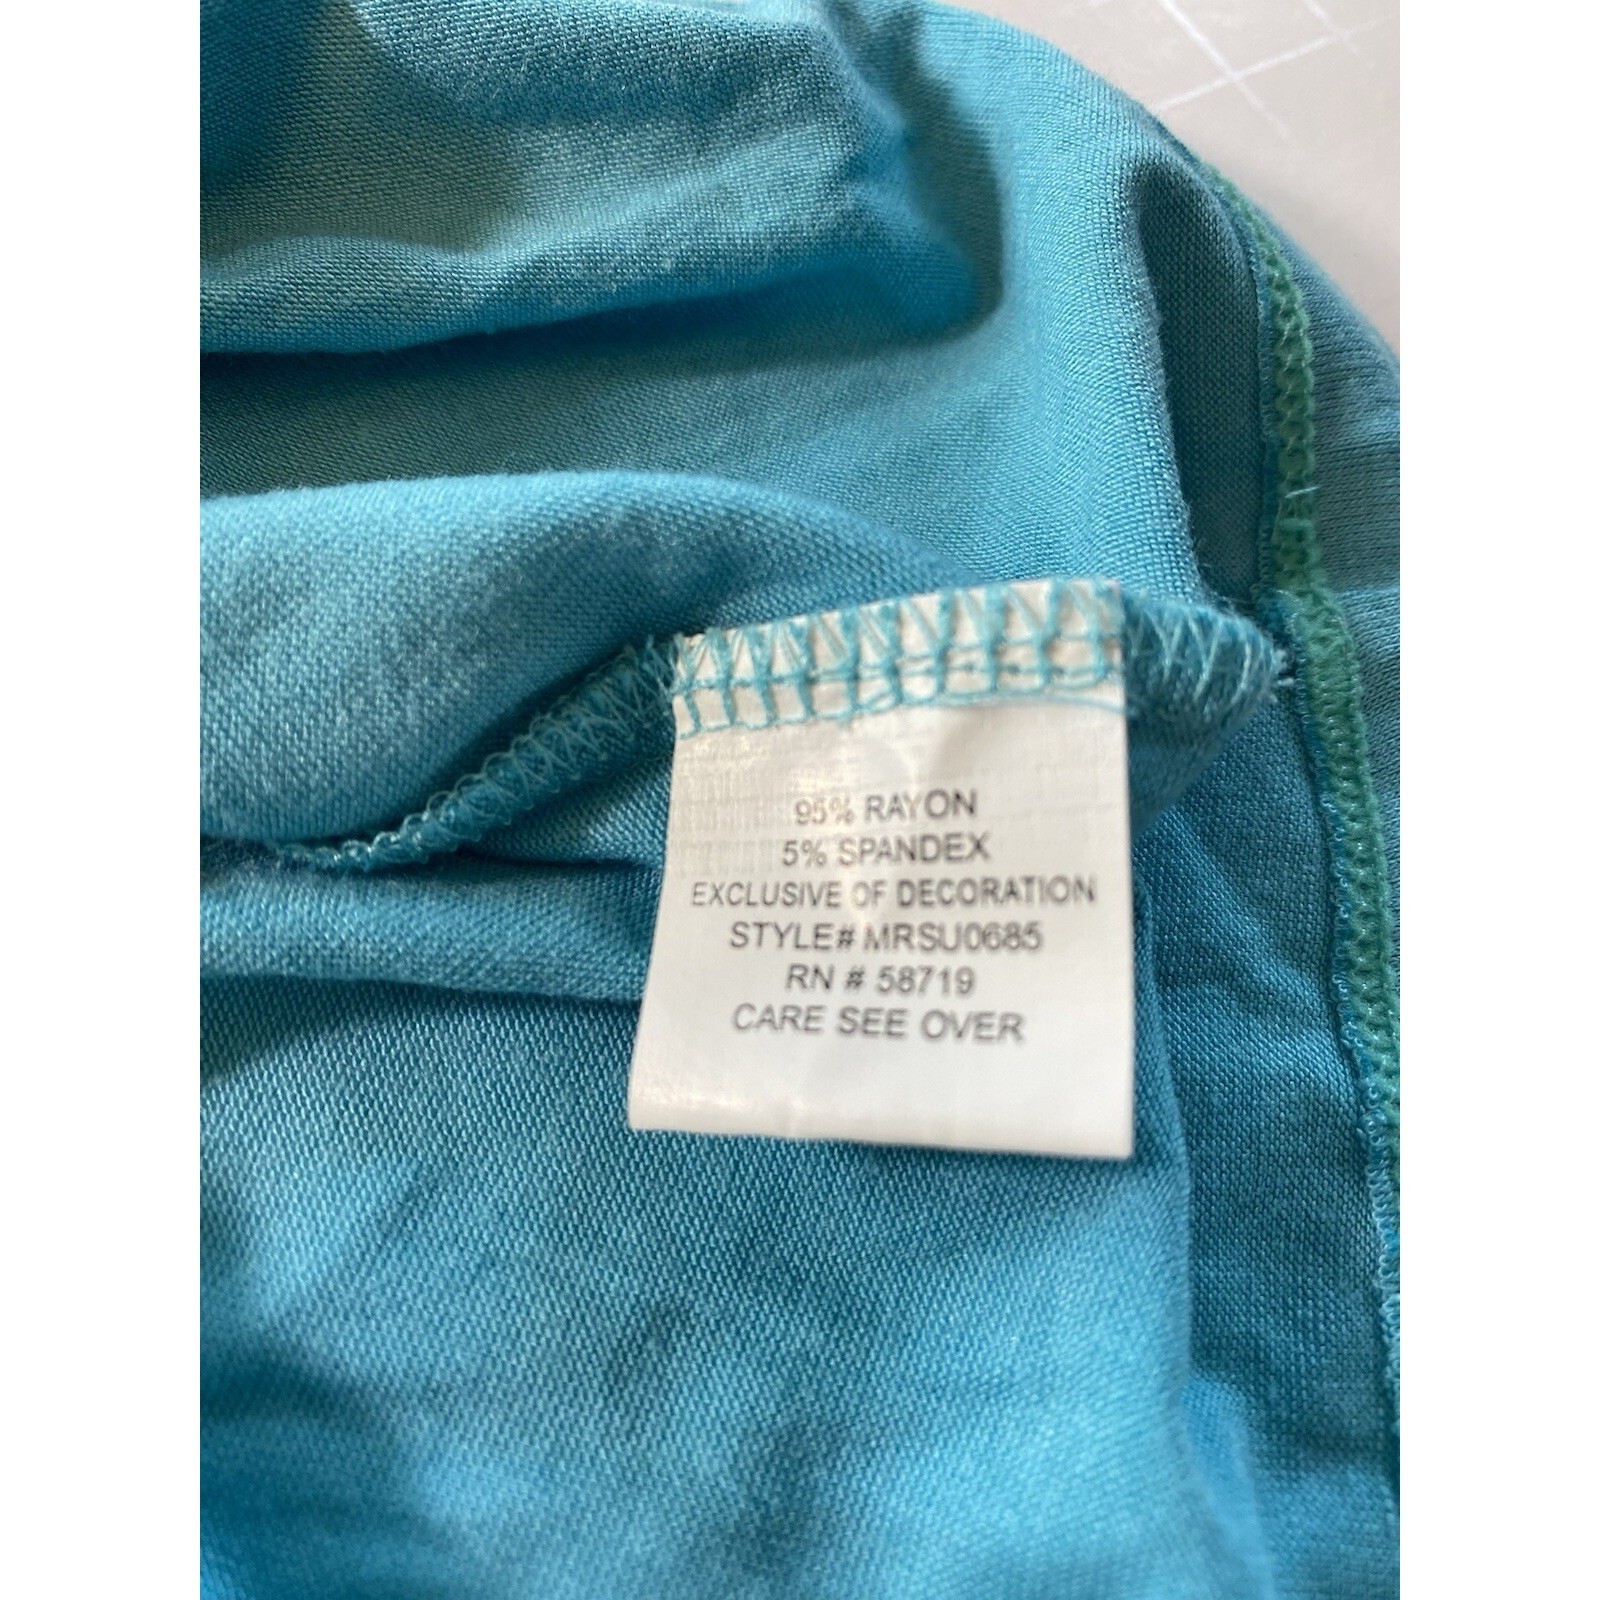 95% RAYON
5% SPANDEX
EXCLUSIVE OF DECORATION
STYLE# MRSU0685
RN # 58719
CARE SEE OVER